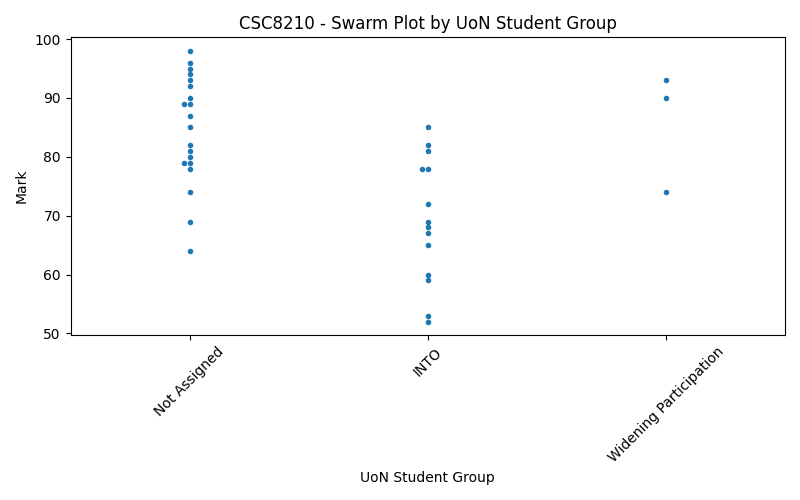 CSC8210 - Swarm Plot by UoN Student Group
100
90
80
70
60
50
Mark
Not Assigned
INTO
Widening Participation
UoN Student Group